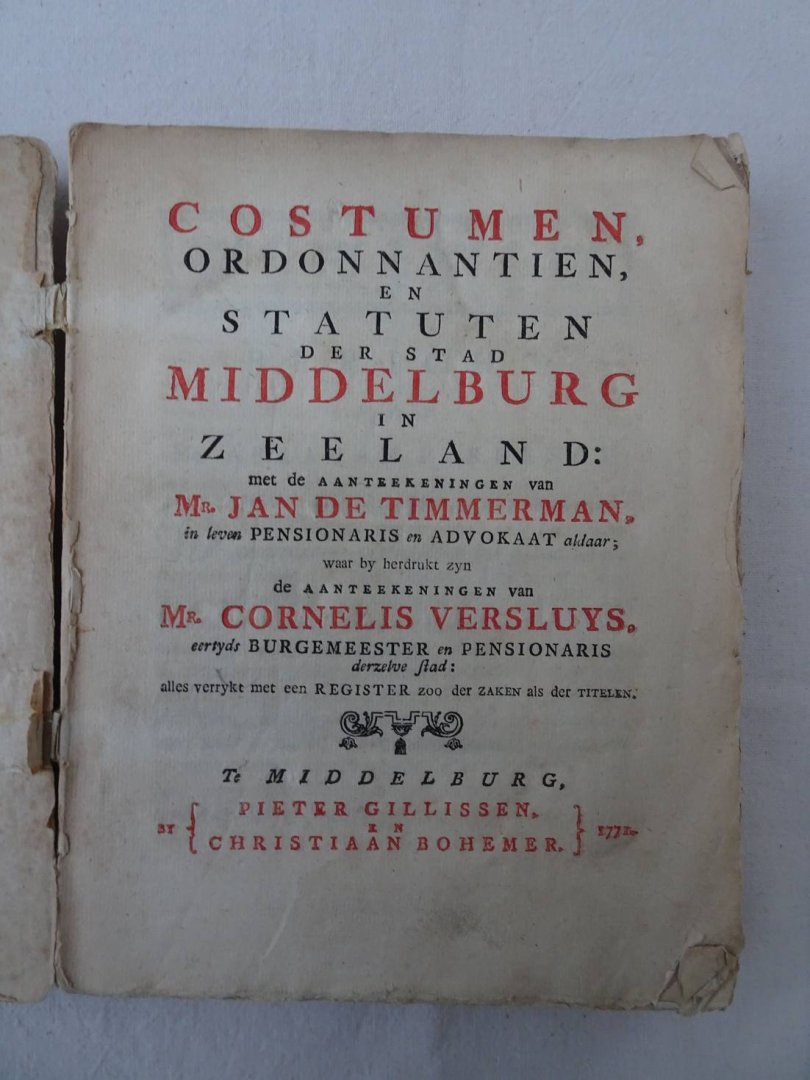 COSTUMEN,
ORDONNANTIEN,
EN
STATUTEN
DER STAD
MIDDELBURG
IN
ZEELAND:
met de AANTEEKENINGEN van
MR. JAN DE TIMMERMAN,
in leven PENSIONARIS en ADVOKAAT aldaar;
waar by herdrukt zyn
de AANTEEKENINGEN van
MR. CORNELIS VERSLUYS,
eertyds BURGEMEESTER en PENSIONARIS
derzelve ſtad:
alles verrykt met een REGISTER zoo der ZAKEN als der TITELEN.
Te MIDDELBURG,
PIETER GILLISSEN,
BY { EN }
CHRISTIAAN BOHEMER.